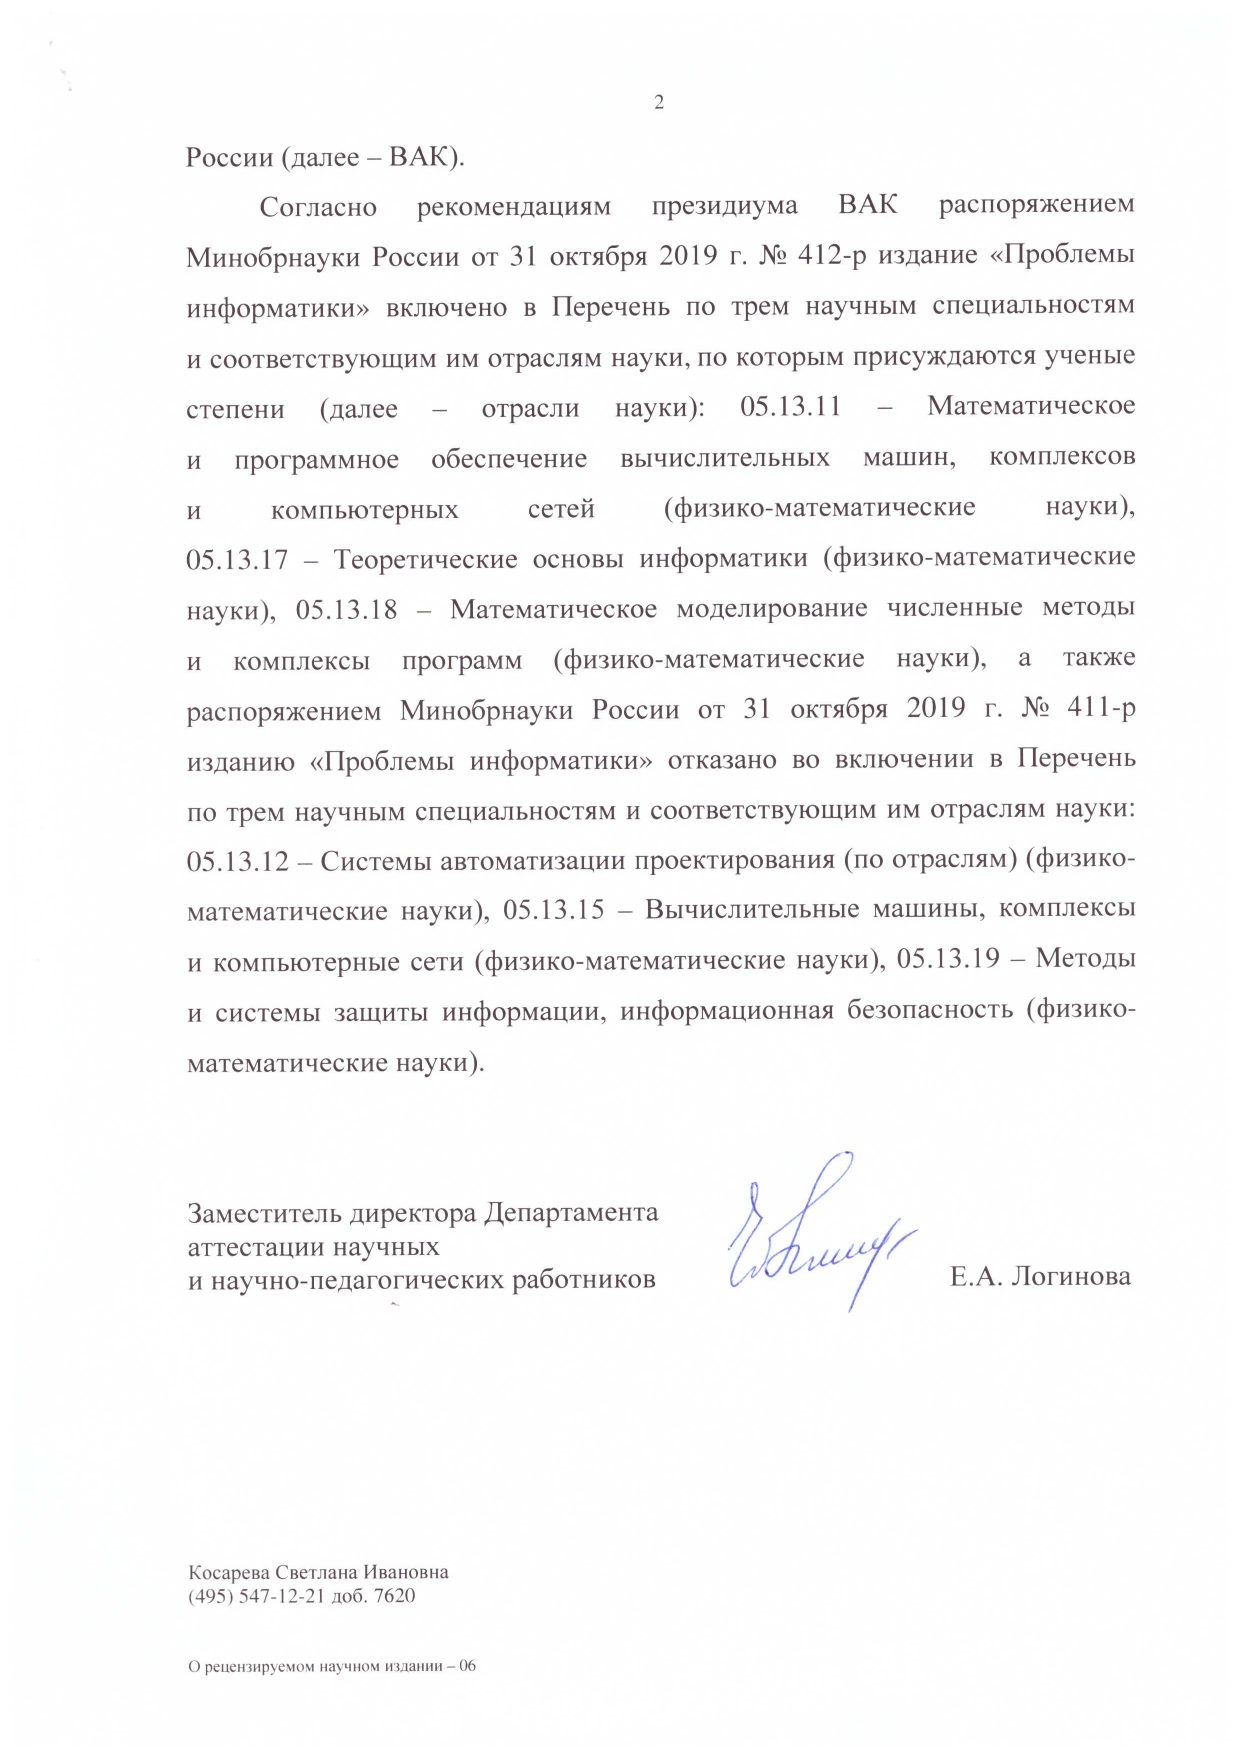 2
России (далее – ВАК).
Согласно рекомендациям президиума ВАК распоряжением
Минобрнауки России от 31 октября 2019 г. № 412-р издание «Проблемы
информатики» включено в Перечень по трем научным специальностям
и соответствующим им отраслям науки, по которым присуждаются ученые
степени (далее – отрасли науки): 05.13.11 – Математическое
и программное обеспечение вычислительных машин, комплексов
и компьютерных сетей (физико-математические науки),
05.13.17 – Теоретические основы информатики (физико-математические
науки), 05.13.18 – Математическое моделирование численные методы
и комплексы программ (физико-математические науки), а также
распоряжением Минобрнауки России от 31 октября 2019 г. № 411-р
изданию «Проблемы информатики» отказано во включении в Перечень
по трем научным специальностям и соответствующим им отраслям науки:
05.13.12 – Системы автоматизации проектирования (по отраслям) (физико-
математические науки), 05.13.15 – Вычислительные машины, комплексы
и компьютерные сети (физико-математические науки), 05.13.19 – Методы
и системы защиты информации, информационная безопасность (физико-
математические науки).
Заместитель директора Департамента
аттестации научных
и научно-педагогических работников
Е.А. Логинова
Косарева Светлана Ивановна
(495) 547-12-21 доб. 7620
О рецензируемом научном издании – 06